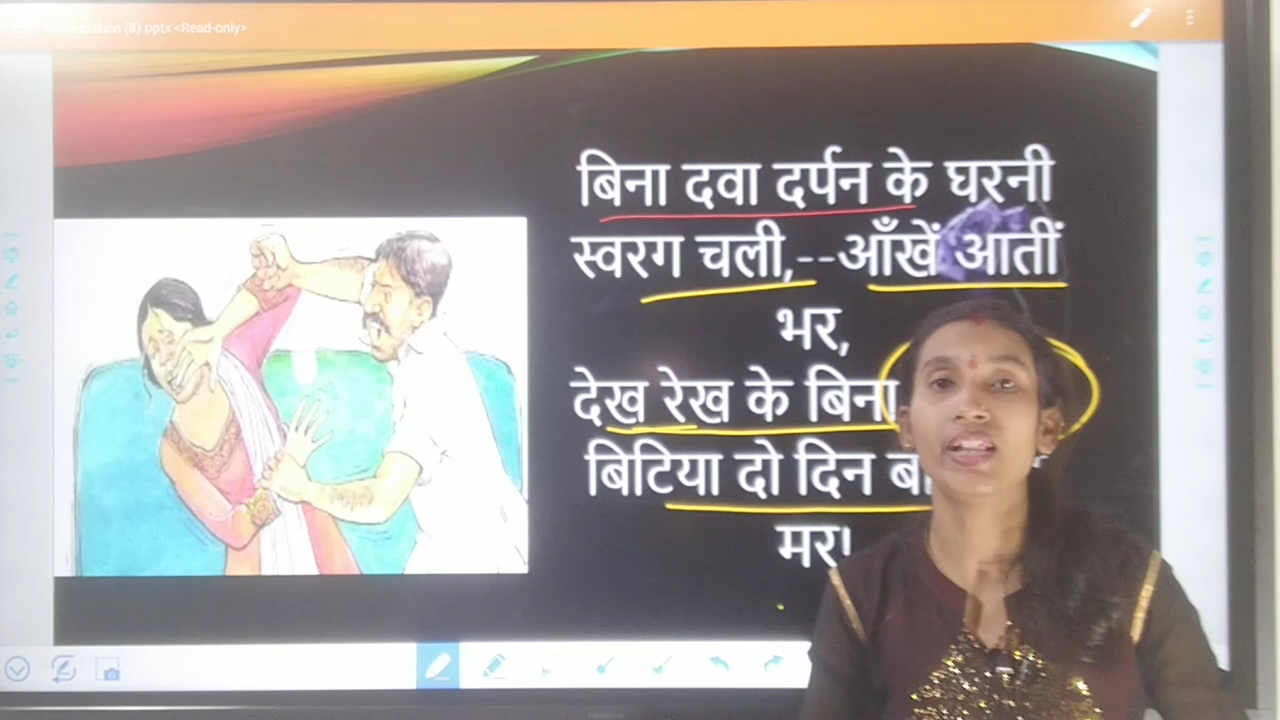 (8).pptx <Read-only>
बिना दवा दर्पन के घरनी
स्वरग चली,--आँखें आतीं
भर,
देख रेख के बिना
बिटिया दो दिन
मर!